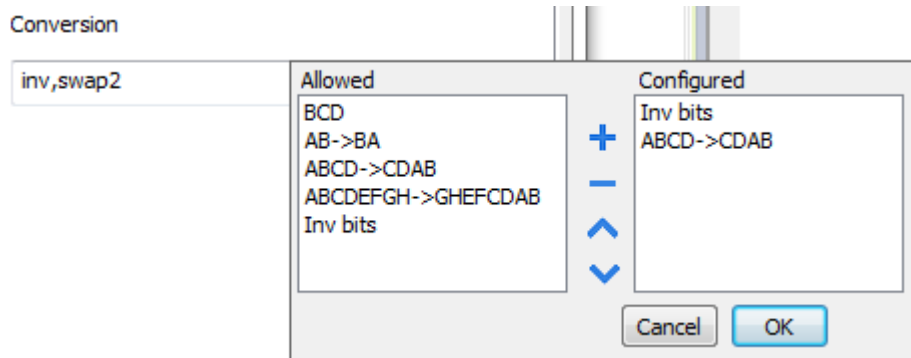 Conversion
inv,swap2
Allowed
BCD
AB->BA
ABCD->CDAB
ABCDEFGH->GHEFCDAB
Inv bits
Configured
Inv bits
ABCD->CDAB
Cancel
OK